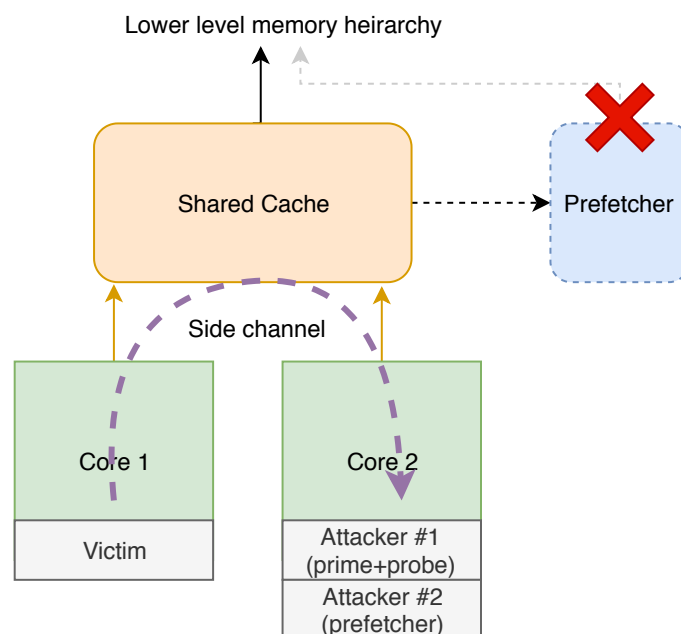 Lower level memory heirarchy
Shared Cache
Prefetcher
Side channel
Core 1
Core 2
Victim
Attacker #1
(prime+probe)
Attacker #2
(prefetcher)